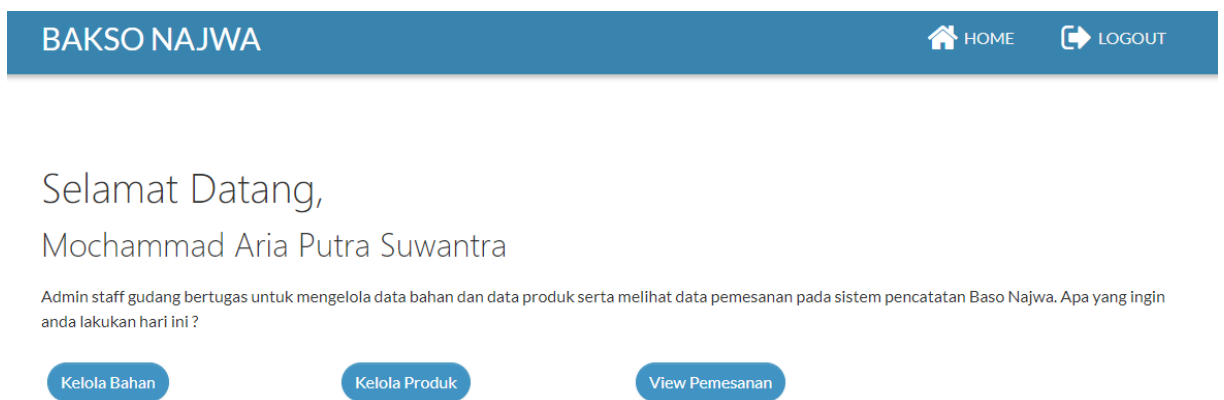 BAKSO NAJWA
HOME
LOGOUT
Selamat Datang,
Mochammad Aria Putra Suwantra
Admin staff gudang bertugas untuk mengelola data bahan dan data produk serta melihat data pemesanan pada sistem pencatatan Baso Najwa. Apa yang ingin
anda lakukan hari ini ?
Kelola Bahan
Kelola Produk
View Pemesanan